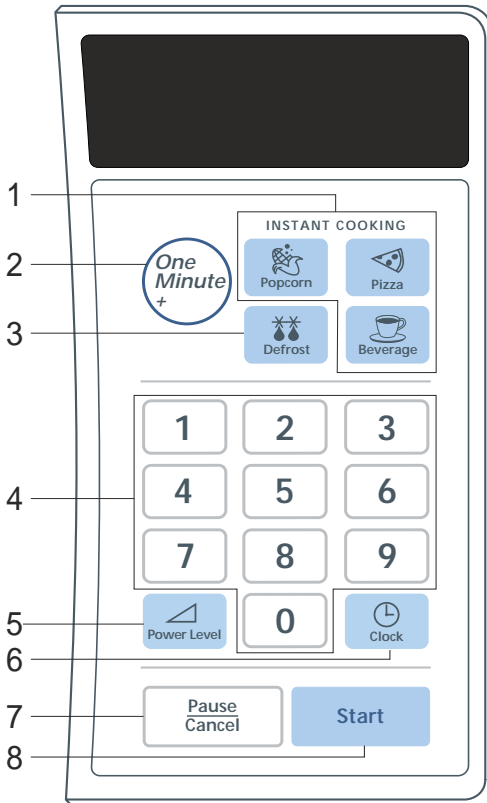 1
INSTANT COOKING
2
One
Minute
+
Popcorn
Pizza
3
Defrost
Beverage
1 2 3
4
4 5 6
7 8 9
5
Power Level
0
Clock
6
7
Pause
Cancel
Start
8